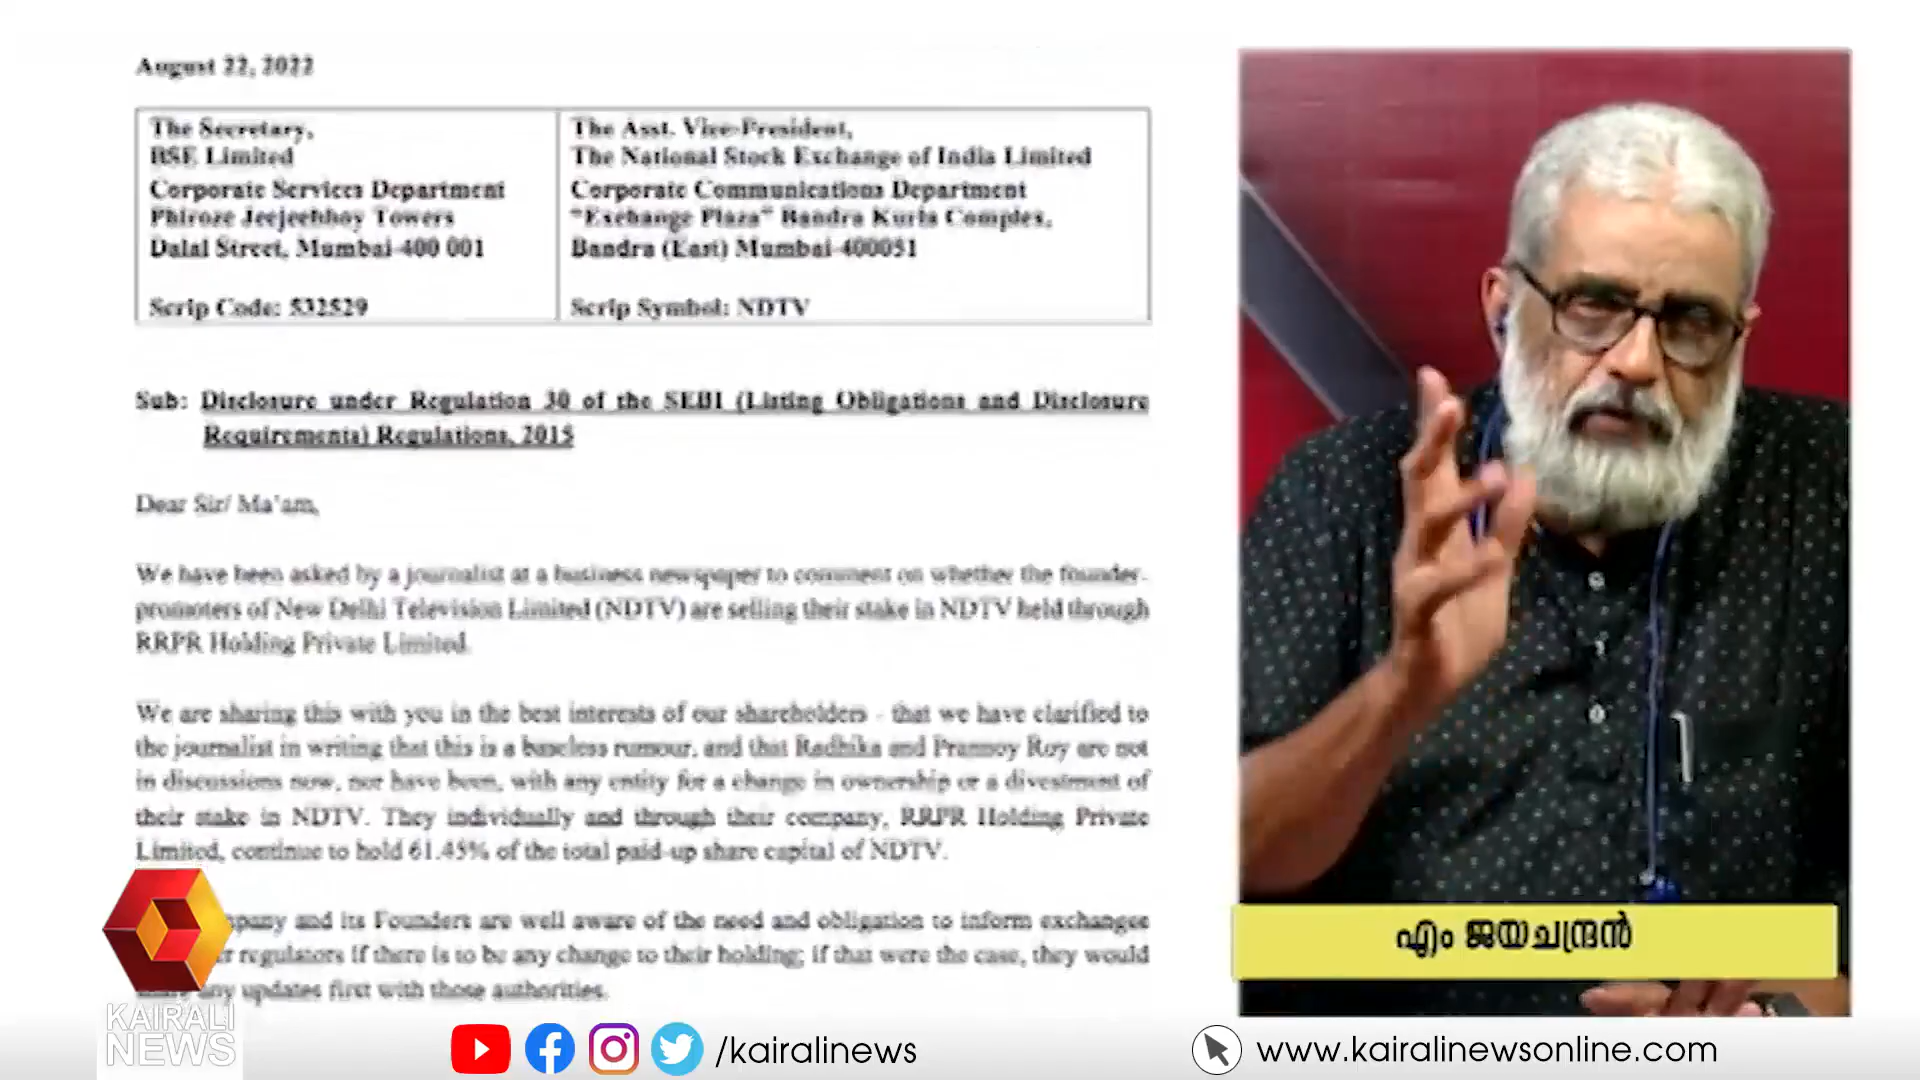 August 22, 2022
The Secretary,
BSE Limited
Corporate Services Department
Phiroze Jeejeebhoy Towers
Dalal Street, Mumbai-400 001
Scrip Code: 532529
The Asst. Vice-President,
The National Stock Exchange of India Limited
Corporate Communications Department
"Exchange Plaza" Bandra Kurla Complex,
Bandra (East) Mumbai-400051
Scrip Symbol: NDTV
Sub: Disclosure under Regulation 30 of the SEBI (Listing Obligations and Disclosure
Requirements) Regulations, 2015
Dear Sir/ Ma'am,
We have been asked by a journalist at a business newspaper to comment on whether the founder-
promoters of New Delhi Television Limited (NDTV) are selling their stake in NDTV held through
RRPR Holding Private Limited.
We are sharing this with you in the best interests of our shareholders - that we have clarified to
the journalist in writing that this is a baseless rumour, and that Radhika and Prannoy Roy are not
in discussions now, nor have been, with any entity for a change in ownership or a divestment of
their stake in NDTV. They individually and through their company, RRPR Holding Private
Limited, continue to hold 61.45% of the total paid-up share capital of NDTV.
and its Founders are well aware of the need and obligation to inform exchanges
regulators if there is to be any change to their holding; if that were the case, they would
any updates first with those authorities.
എം ജയചന്ദ്രൻ
KAIRALI
NEWS
/kairalinews
www.kairalinewsonline.com